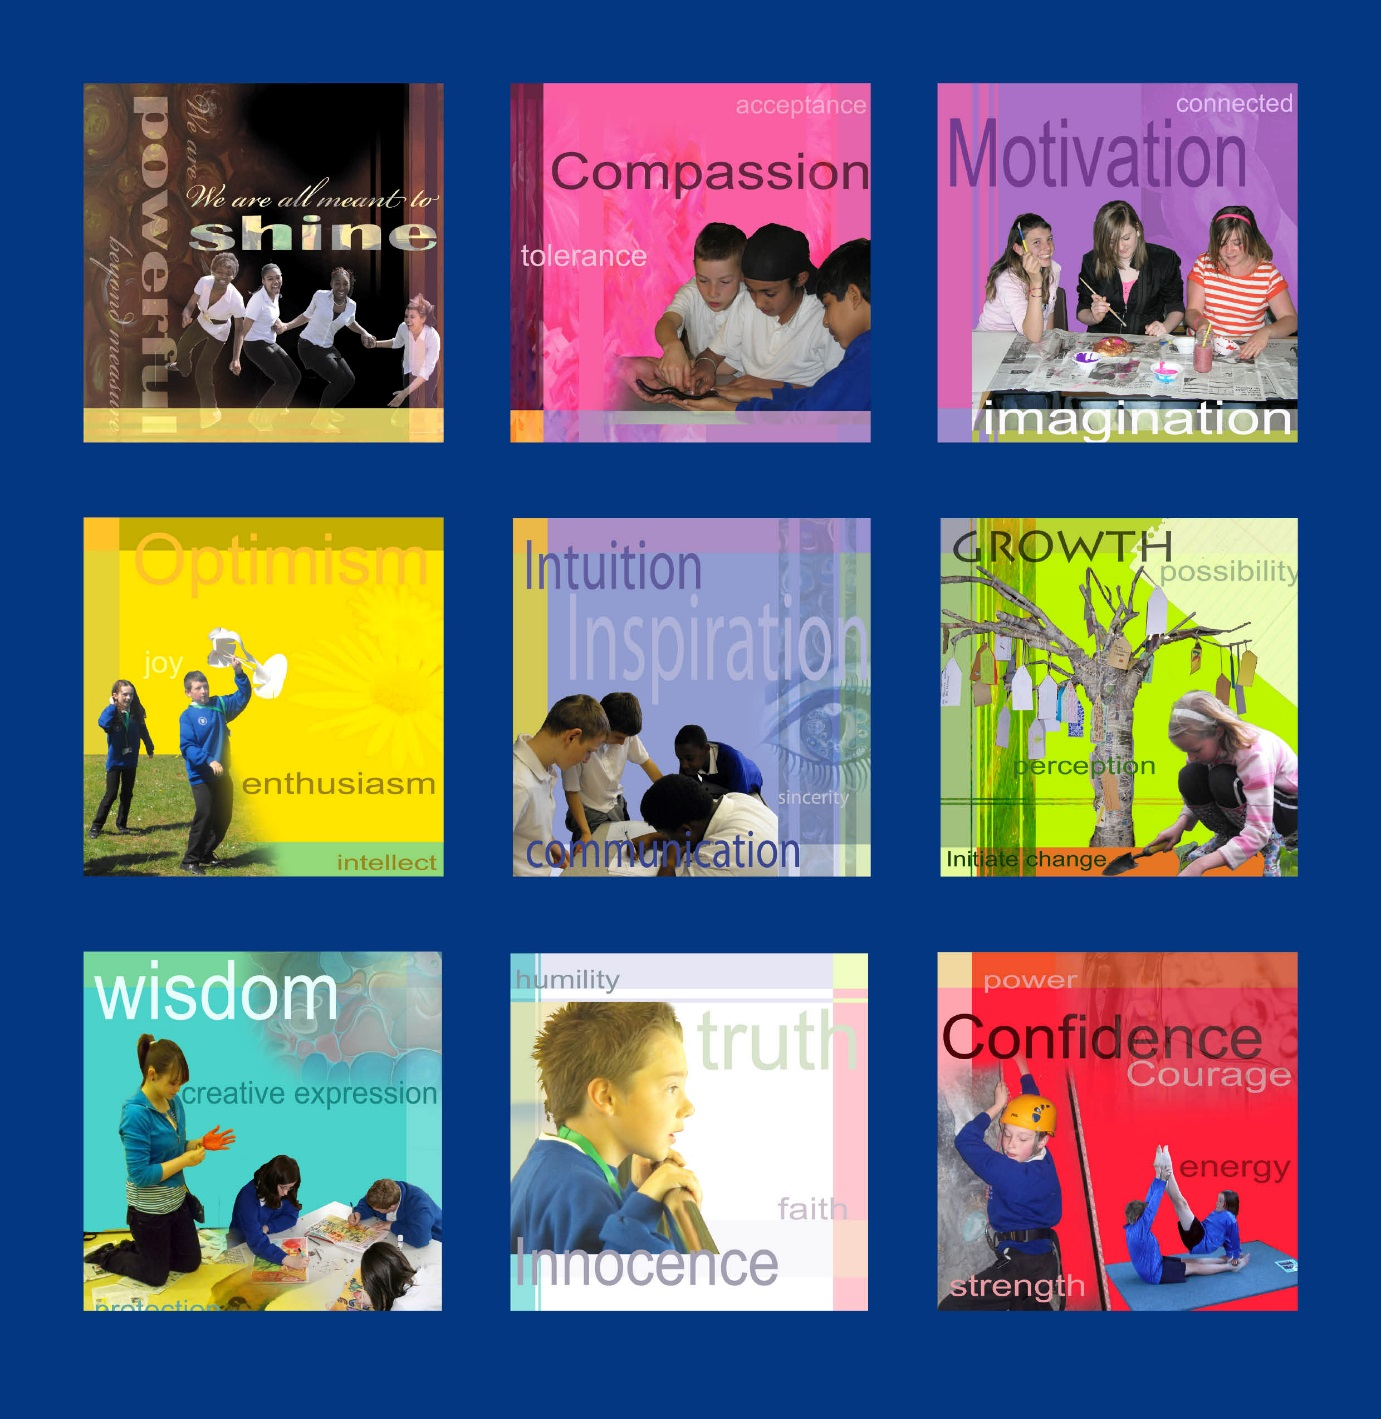 powerful
We are
beyond measure
We are all meant to
shine
acceptance
Compassion
tolerance
connected
Motivation
imagination
Optimism
joy
enthusiasm
intellect
Intuition
Inspiration
sincerity
communication
GROWTH
possibility
perception
Initiate change
wisdom
creative expression
protection
humility
truth
faith
Innocence
power
Confidence
Courage
energy
strength